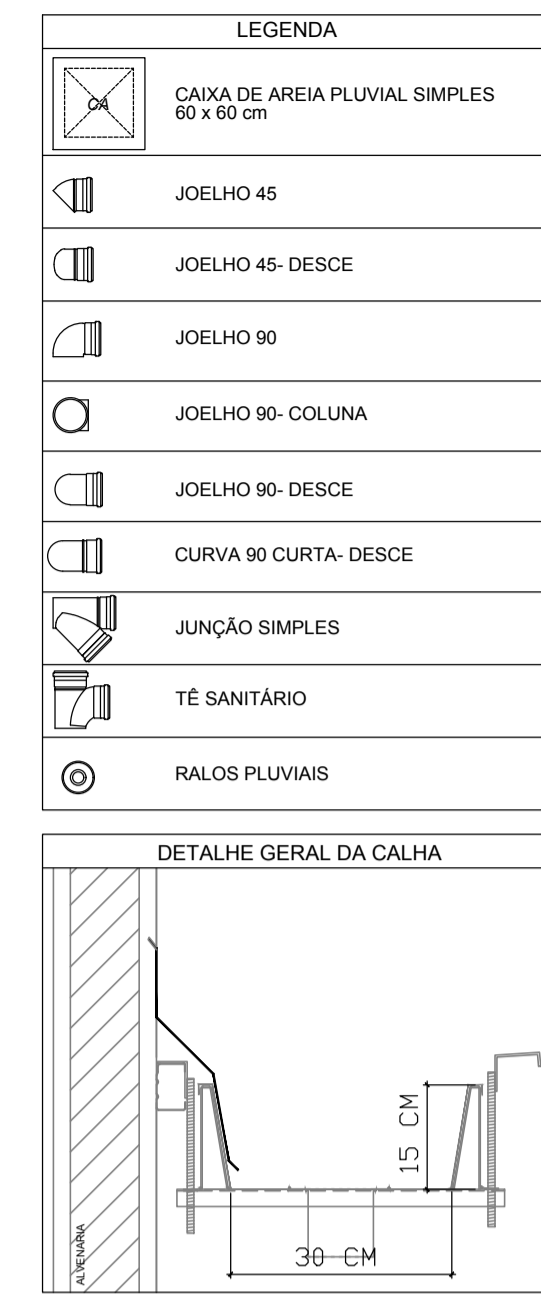 LEGENDA
CA
CAIXA DE AREIA PLUVIAL SIMPLES
60 x 60 cm
JOELHO 45
JOELHO 45- DESCE
JOELHO 90
JOELHO 90- COLUNA
JOELHO 90- DESCE
CURVA 90 CURTA- DESCE
JUNÇÃO SIMPLES
TÊ SANITÁRIO
RALOS PLUVIAIS
DETALHE GERAL DA CALHA
15 CM
ALVENARIA
30 CM